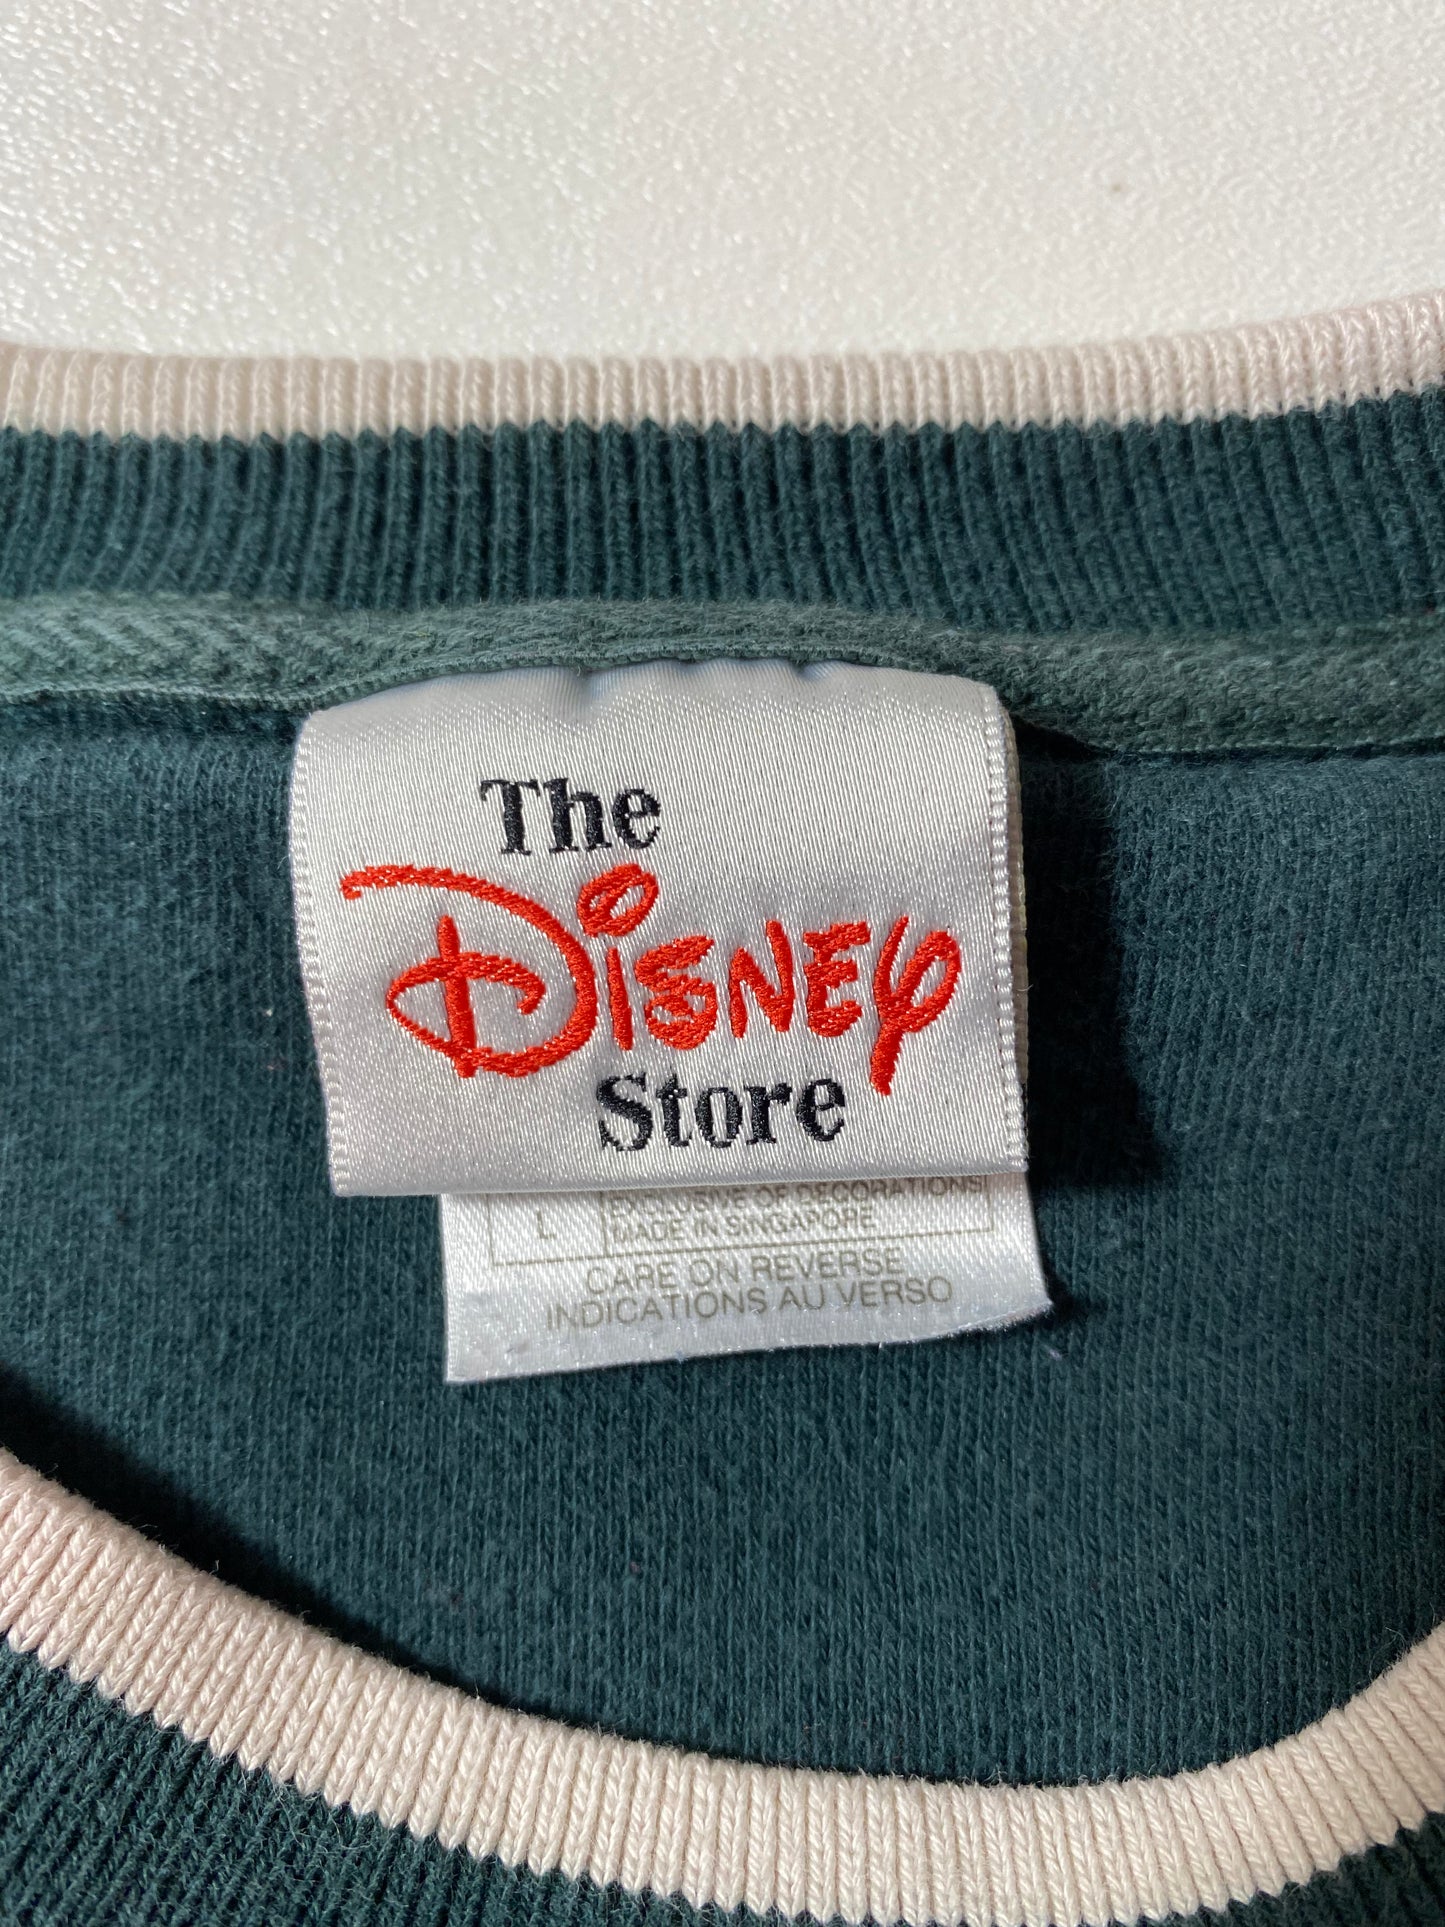 The
Disney
Store
L EXCLUSIVE OF DECORATIONS
MADE IN SINGAPORE
CARE ON REVERSE
INDICATIONS AU VERSO